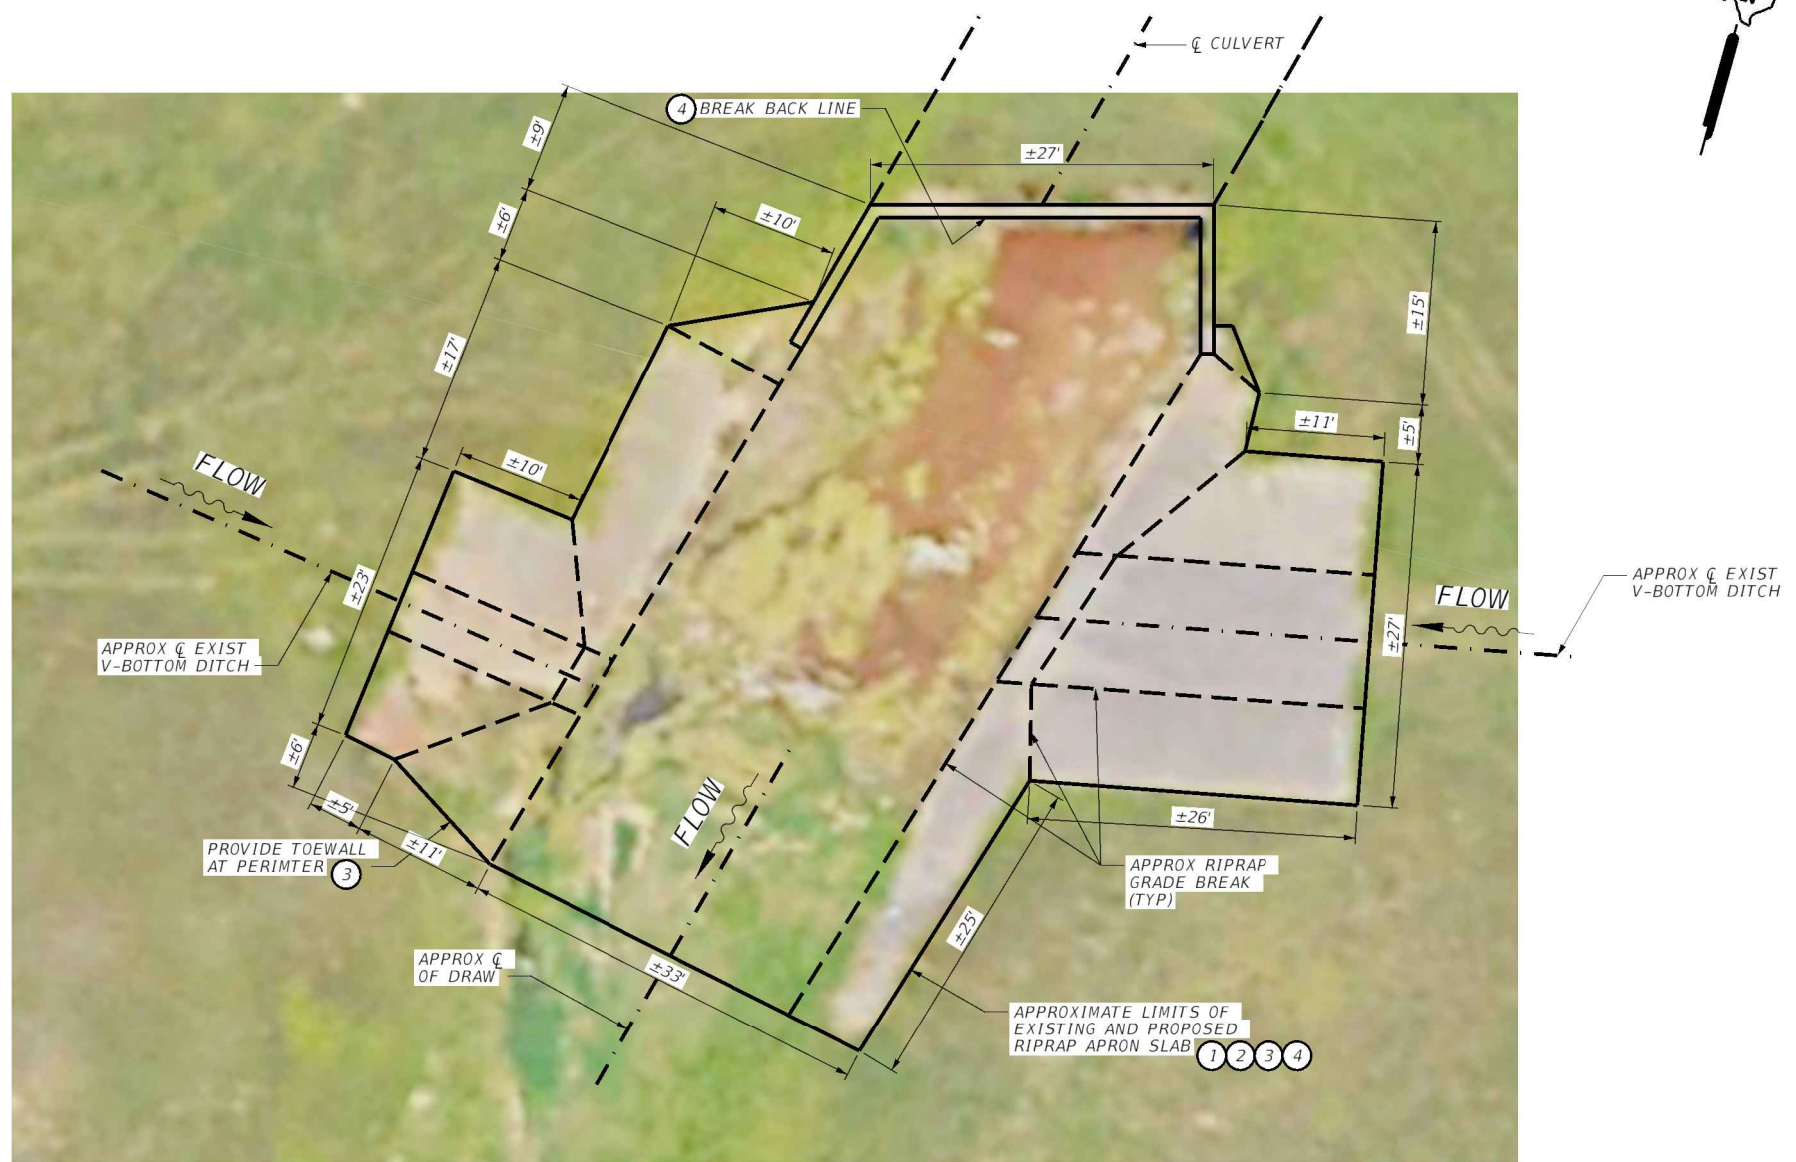 ℄ CULVERT
④ BREAK BACK LINE
±9'
±27'
±6'
±10'
±15'
±17'
±11'
±5'
±10'
FLOW
±23'
APPROX ℄ EXIST
V-BOTTOM DITCH
FLOW
±27'
APPROX ℄ EXIST
V-BOTTOM DITCH
±6'
±5'
±11'
PROVIDE TOEWALL
AT PERIMTER ③
FLOW
±26'
APPROX RIPRAP
GRADE BREAK
(TYP)
±25'
APPROX ℄
OF DRAW
±33'
APPROXIMATE LIMITS OF
EXISTING AND PROPOSED
RIPRAP APRON SLAB ① ② ③ ④